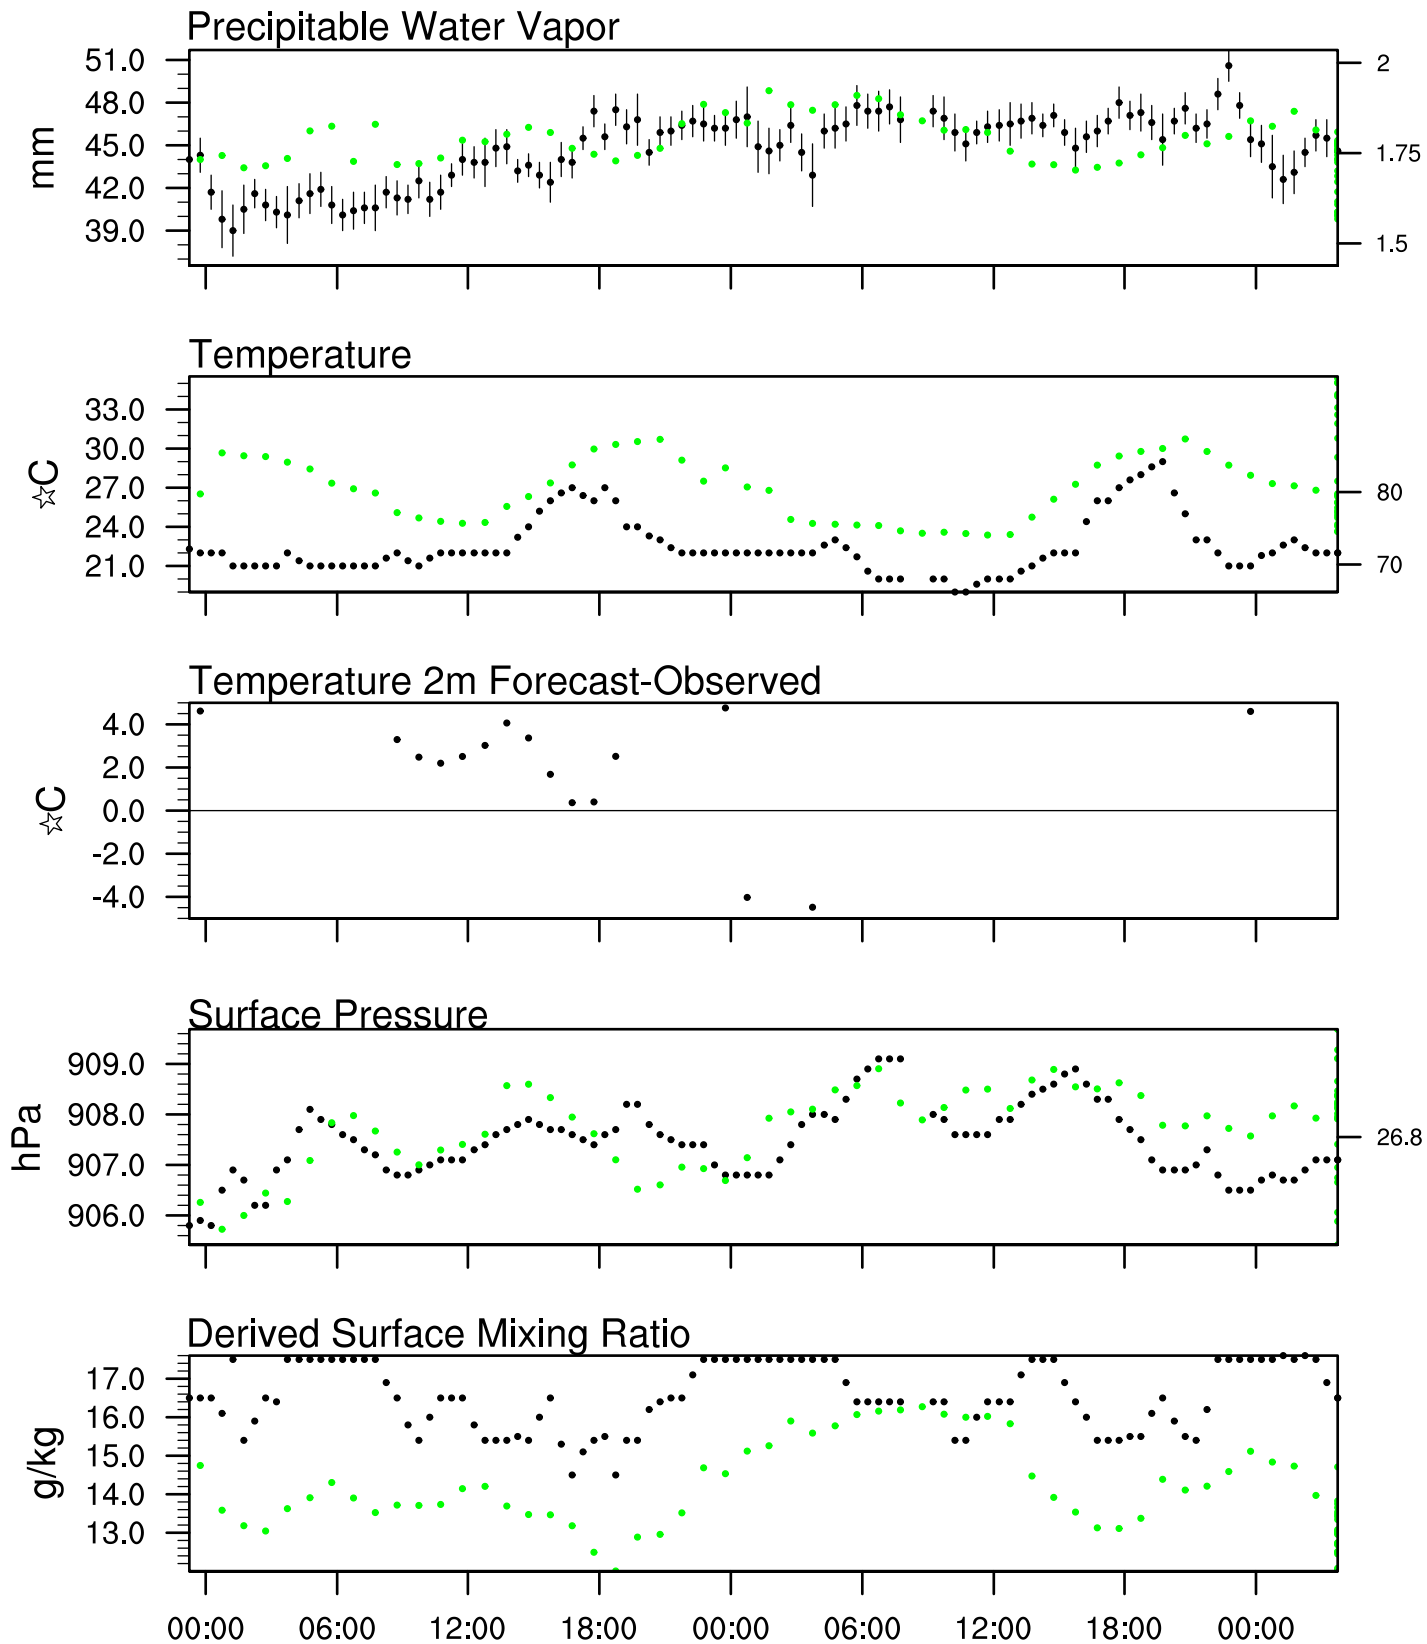 Precipitable Water Vapor
51.0
48.0
45.0
42.0
39.0
mm
2
1.75
1.5
Temperature
33.0
30.0
27.0
24.0
21.0
☆C
80
70
Temperature 2m Forecast-Observed
4.0
2.0
0.0
-2.0
-4.0
☆C
Surface Pressure
909.0
908.0
907.0
906.0
hPa
26.8
Derived Surface Mixing Ratio
17.0
16.0
15.0
14.0
13.0
g/kg
00:00 06:00 12:00 18:00 00:00 06:00 12:00 18:00 00:00